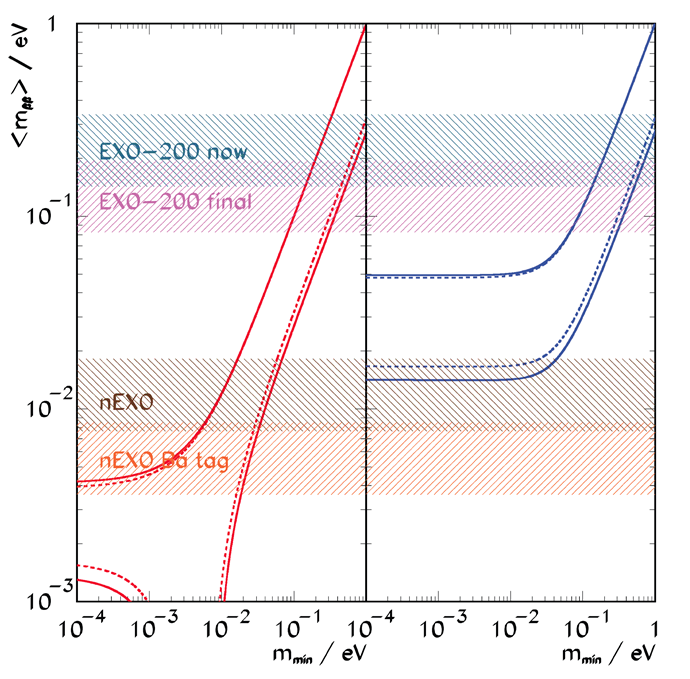 <m_ββ> / eV
1
10⁻¹
10⁻²
10⁻³
EXO-200 now
EXO-200 final
nEXO
nEXO Ba tag
10⁻⁴ 10⁻³ 10⁻² 10⁻¹ 10⁻⁴ 10⁻³ 10⁻² 10⁻¹ 1
m_min / eV m_min / eV